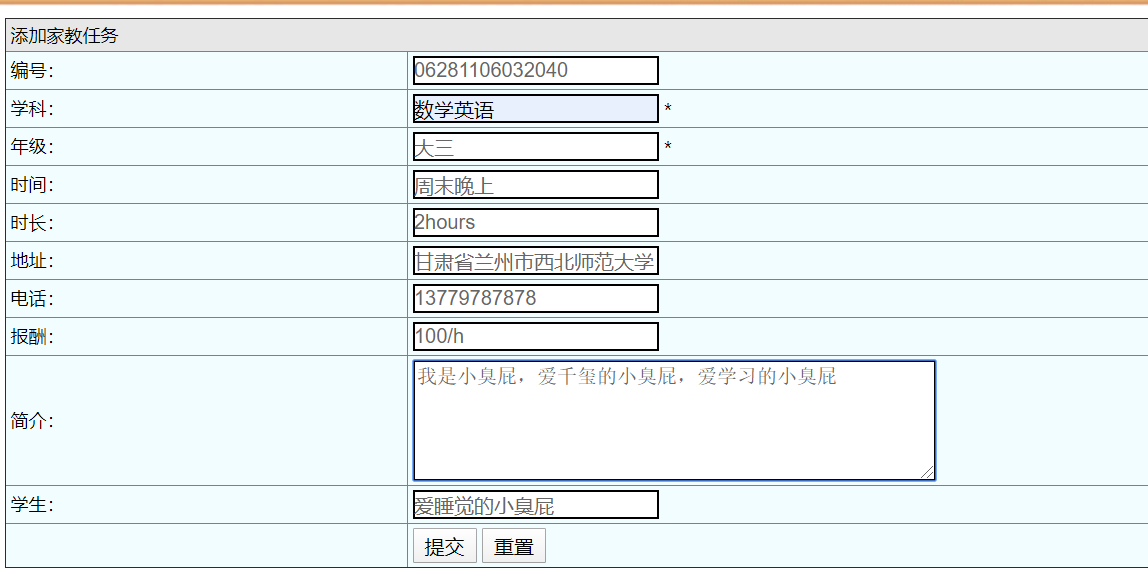 添加家教任务
编号： 06281106032040
学科： 数学英语 *
年级： 大三 *
时间： 周末晚上
时长： 2hours
地址： 甘肃省兰州市西北师范大学
电话： 13779787878
报酬： 100/h
简介： 我是小臭屁，爱千玺的小臭屁，爱学习的小臭屁
学生： 爱睡觉的小臭屁
提交 重置